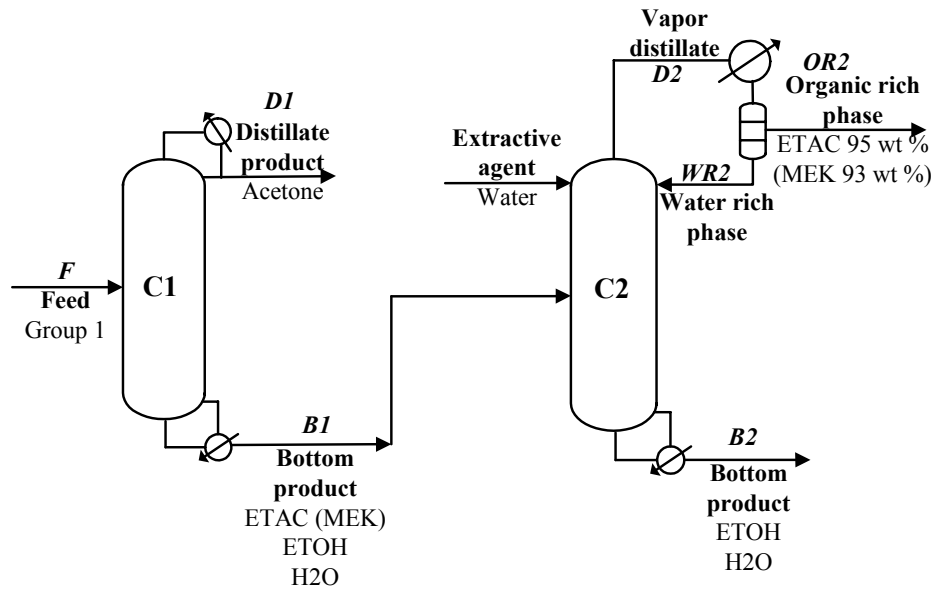 D1
Distillate
product
Acetone
F
Feed
Group 1
C1
B1
Bottom
product
ETAC (MEK)
ETOH
H2O
Vapor
distillate
D2
OR2
Organic rich
phase
ETAC 95 wt %
(MEK 93 wt %)
Extractive
agent
Water
WR2
Water rich
phase
C2
B2
Bottom
product
ETOH
H2O